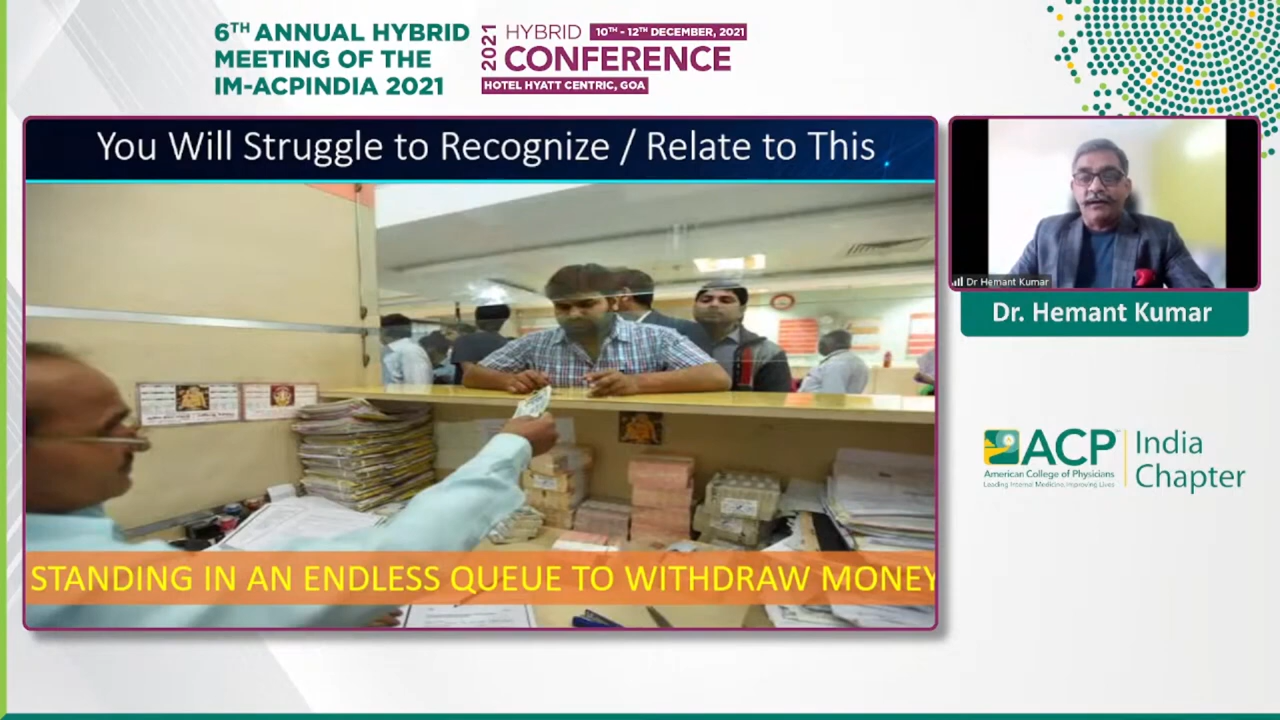 6TH ANNUAL HYBRID
MEETING OF THE
IM-ACPINDIA 2021
2021
HYBRID
10TH - 12TH DECEMBER, 2021
CONFERENCE
HOTEL HYATT CENTRIC, GOA
You Will Struggle to Recognize / Relate to This
STANDING IN AN ENDLESS QUEUE TO WITHDRAW MONEY
Dr Hemant Kumar
Dr. Hemant Kumar
ACP
American College of Physicians
Leading Internal Medicine, Improving Lives
India
Chapter